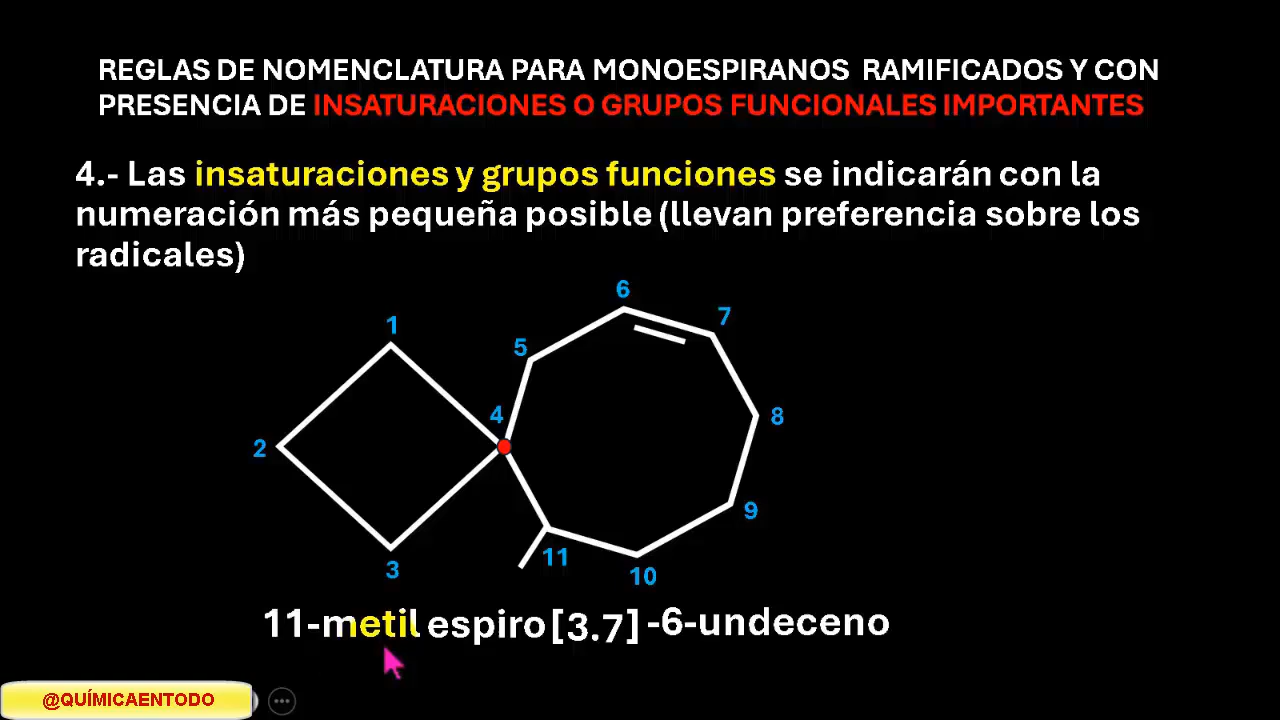 REGLAS DE NOMENCLATURA PARA MONOESPIRANOS RAMIFICADOS Y CON
PRESENCIA DE INSATURACIONES O GRUPOS FUNCIONALES IMPORTANTES
4.- Las insaturaciones y grupos funciones se indicarán con la
numeración más pequeña posible (llevan preferencia sobre los
radicales)
6
7
1
5
4
8
2
9
11
3
10
11-metil espiro [3.7] -6-undeceno
@QUÍMICAENTODO